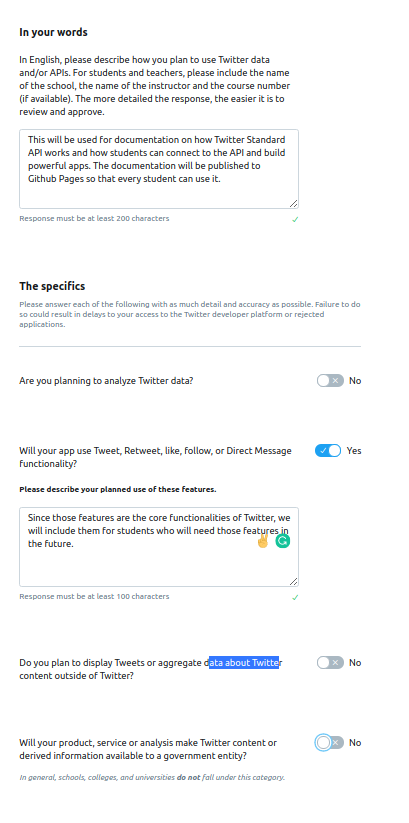 In your words
In English, please describe how you plan to use Twitter data
and/or APIs. For students and teachers, please include the name
of the school, the name of the instructor and the course number
(if available). The more detailed the response, the easier it is to
review and approve.
This will be used for documentation on how Twitter Standard
API works and how students can connect to the API and build
powerful apps. The documentation will be published to
Github Pages so that every student can use it.
Response must be at least 200 characters
The specifics
Please answer each of the following with as much detail and accuracy as possible. Failure to do
so could result in delays to your access to the Twitter developer platform or rejected
applications.
Are you planning to analyze Twitter data? No
Will your app use Tweet, Retweet, like, follow, or Direct Message Yes
functionality?
Please describe your planned use of these features.
Since those features are the core functionalities of Twitter, we
will include them for students who will need those features in
the future.
Response must be at least 100 characters
Do you plan to display Tweets or aggregate data about Twitter No
content outside of Twitter?
Will your product, service or analysis make Twitter content or No
derived information available to a government entity?
In general, schools, colleges, and universities do not fall under this category.